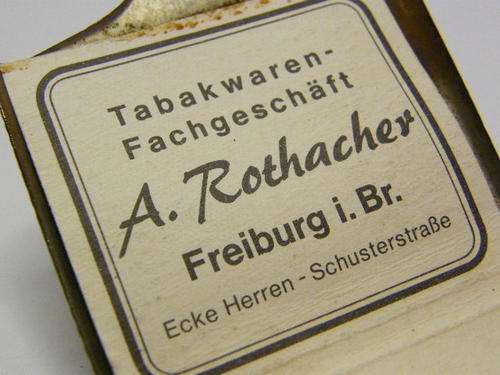 Tabakwaren-
Fachgeschäft
A. Rothacher
Freiburg i. Br.
Ecke Herren - Schusterstraße